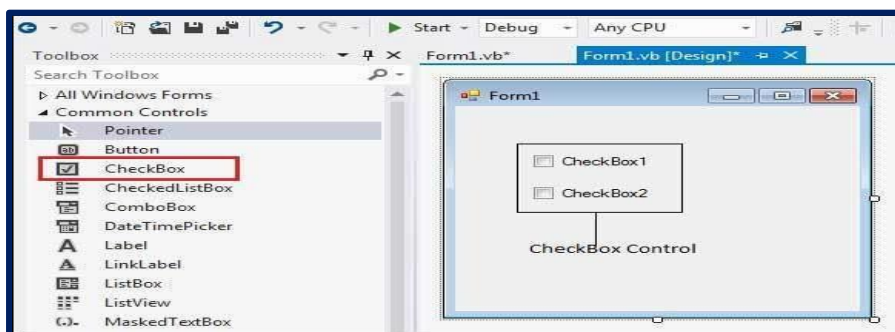 Start Debug Any CPU
Toolbox
Search Toolbox
All Windows Forms
Common Controls
Pointer
Button
CheckBox
CheckedListBox
ComboBox
DateTimePicker
Label
LinkLabel
ListBox
ListView
MaskedTextBox
Form1.vb* Form1.vb [Design]*
Form1
CheckBox1
CheckBox2
CheckBox Control